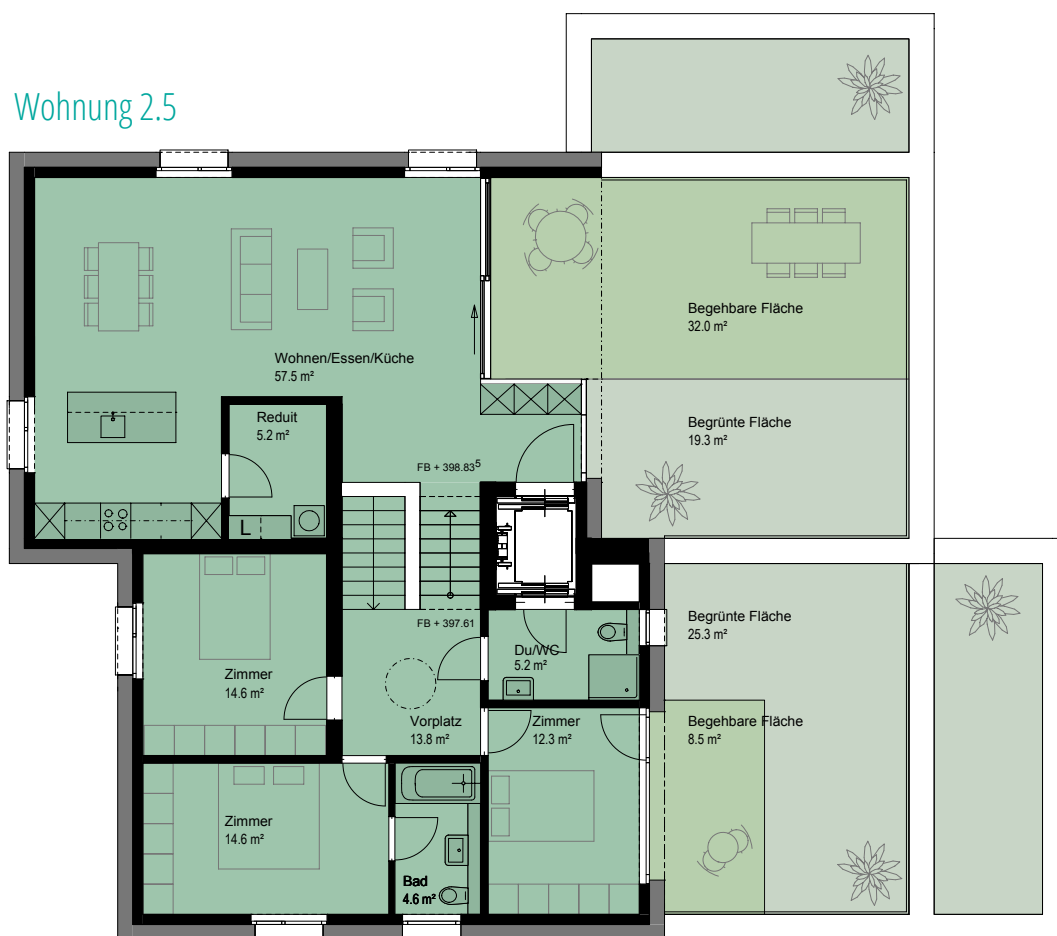 Wohnung 2.5
Begehbare Fläche
32.0 m²
Wohnen/Essen/Küche
57.5 m²
Reduit
5.2 m²
Begrünte Fläche
19.3 m²
FB + 398.83⁵
L
FB + 397.61
Begrünte Fläche
25.3 m²
Du/WC
5.2 m²
Zimmer
14.6 m²
Vorplatz
13.8 m²
Zimmer
12.3 m²
Begehbare Fläche
8.5 m²
Zimmer
14.6 m²
Bad
4.6 m²